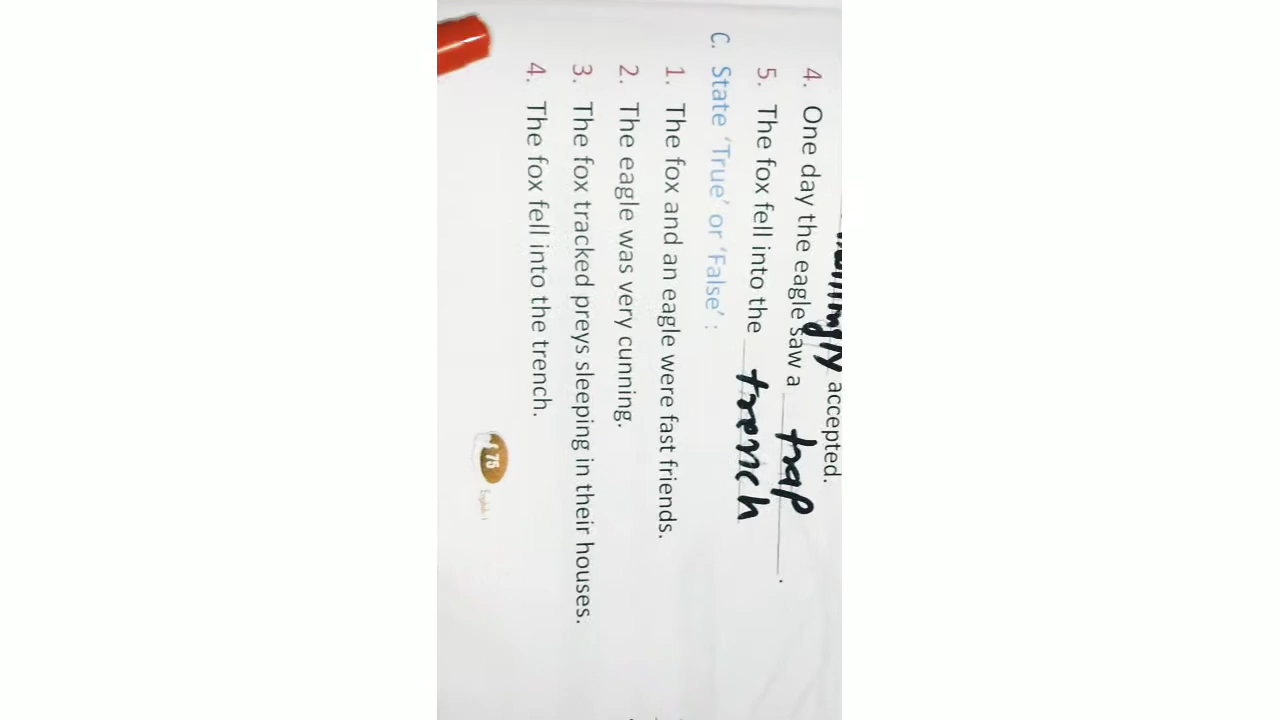 accepted.
4. One day the eagle saw a trap.
5. The fox fell into the trench
C. State 'True' or 'False' :
1. The fox and an eagle were fast friends.
2. The eagle was very cunning.
3. The fox tracked preys sleeping in their houses.
4. The fox fell into the trench.
75
English-1